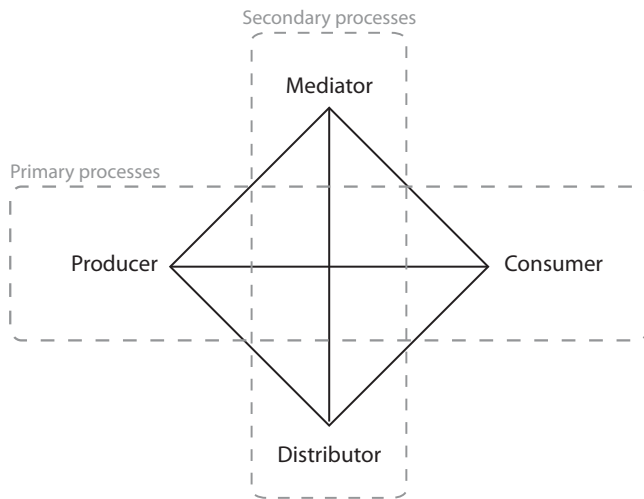 Secondary processes
Mediator
Primary processes
Producer
Consumer
Distributor